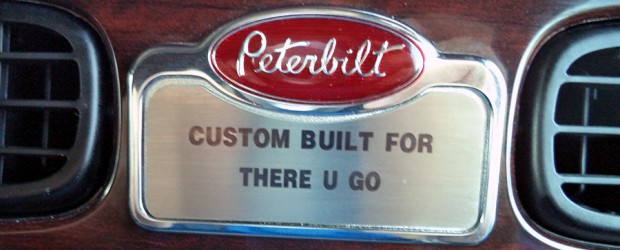 Peterbilt
CUSTOM BUILT FOR
THERE U GO